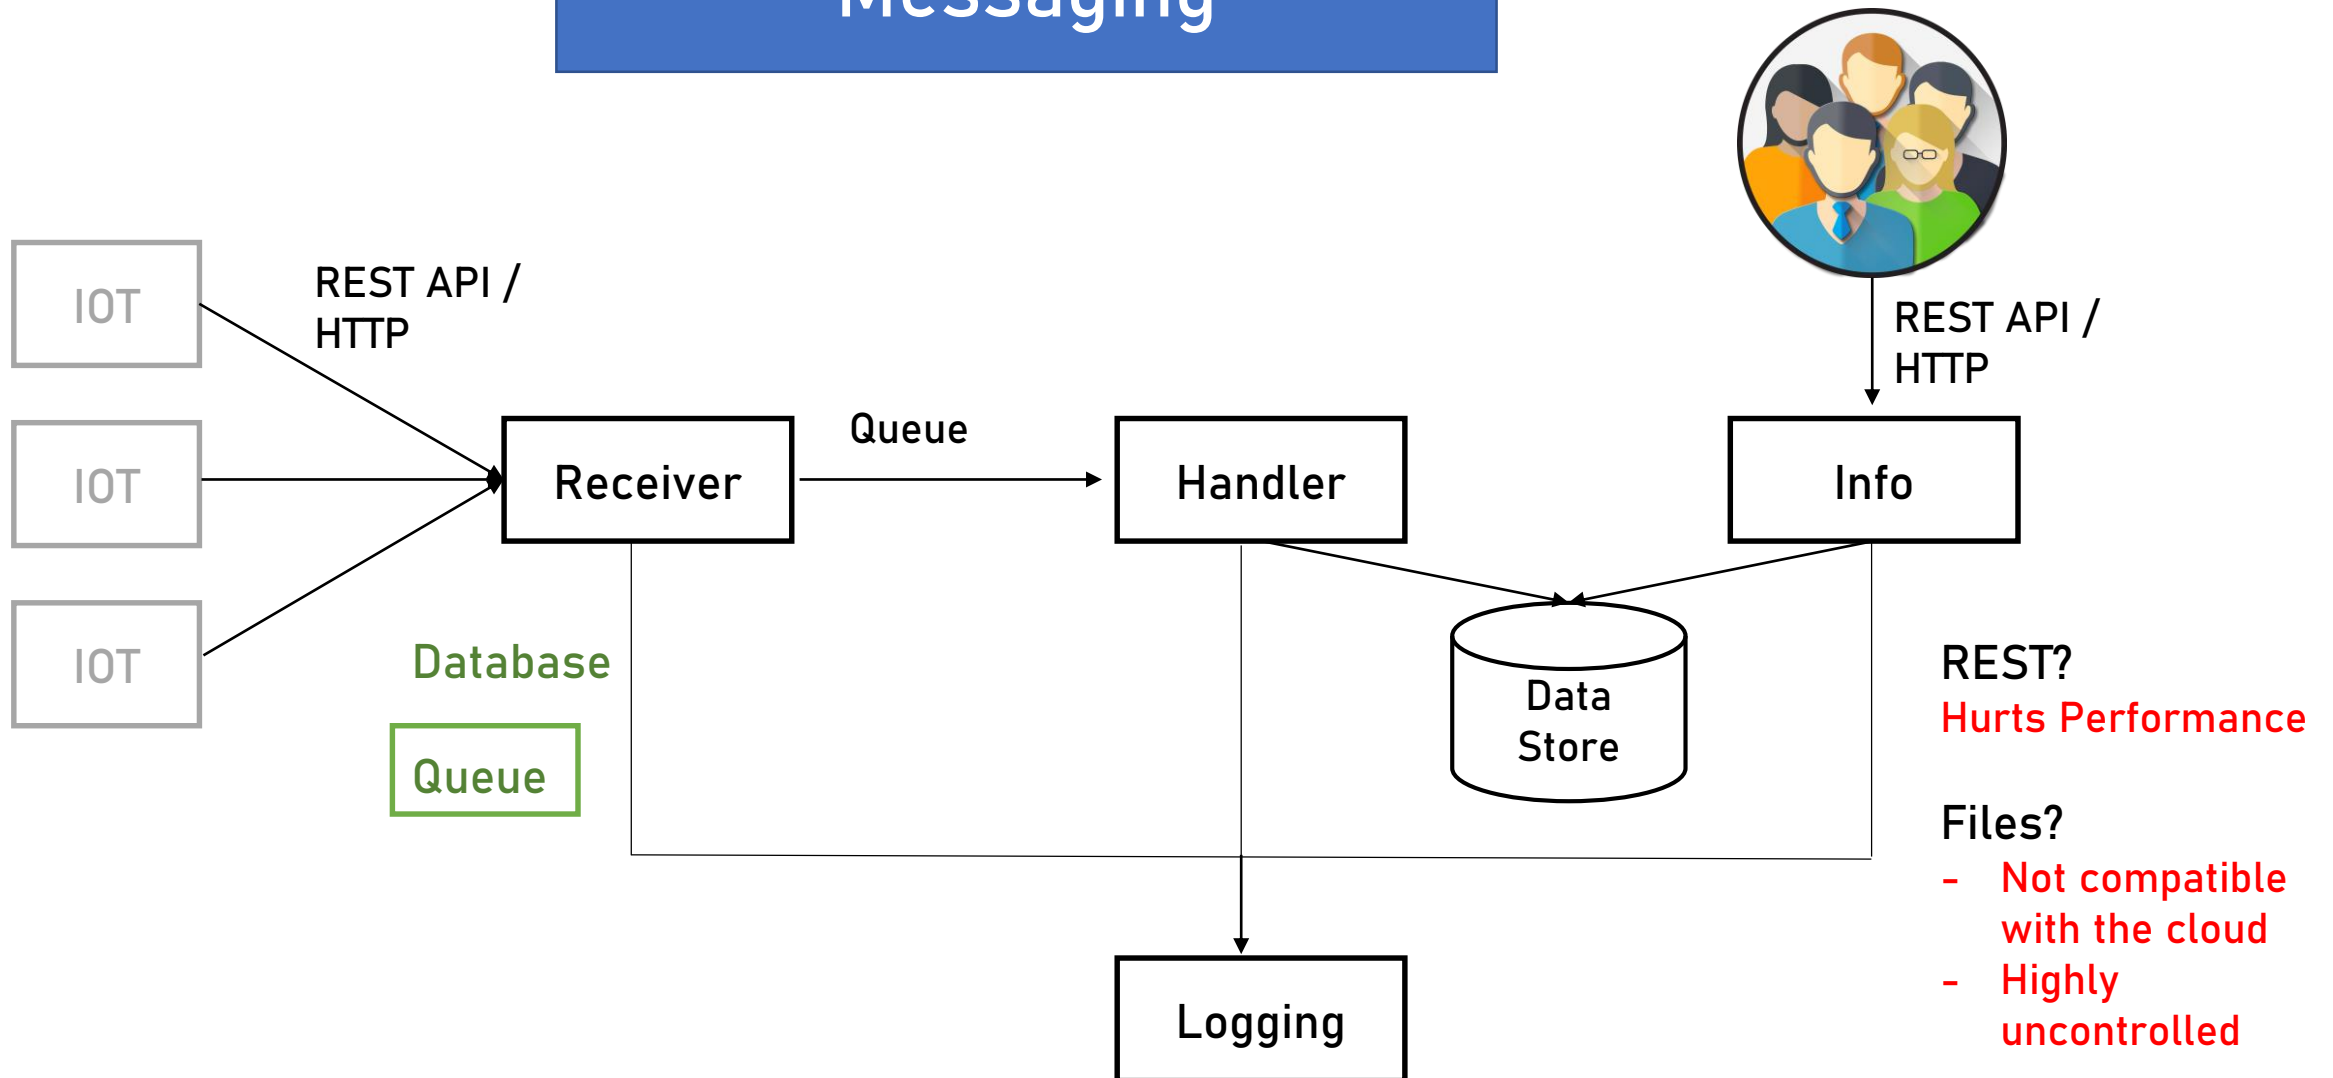 Messaging
REST API /
HTTP
REST API /
HTTP
IOT
IOT
IOT
Receiver
Queue
Handler
Info
Database
Queue
Data
Store
REST?
Hurts Performance
Files?
- Not compatible
with the cloud
- Highly
uncontrolled
Logging